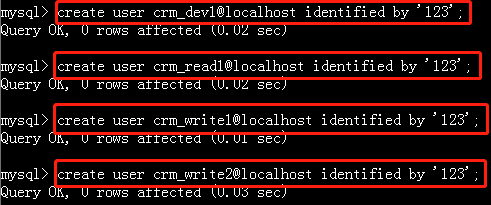 mysql> create user crm_dev1@localhost identified by '123';
Query OK, 0 rows affected (0.02 sec)
mysql> create user crm_read1@localhost identified by '123';
Query OK, 0 rows affected (0.02 sec)
mysql> create user crm_write1@localhost identified by '123';
Query OK, 0 rows affected (0.01 sec)
mysql> create user crm_write2@localhost identified by '123';
Query OK, 0 rows affected (0.03 sec)